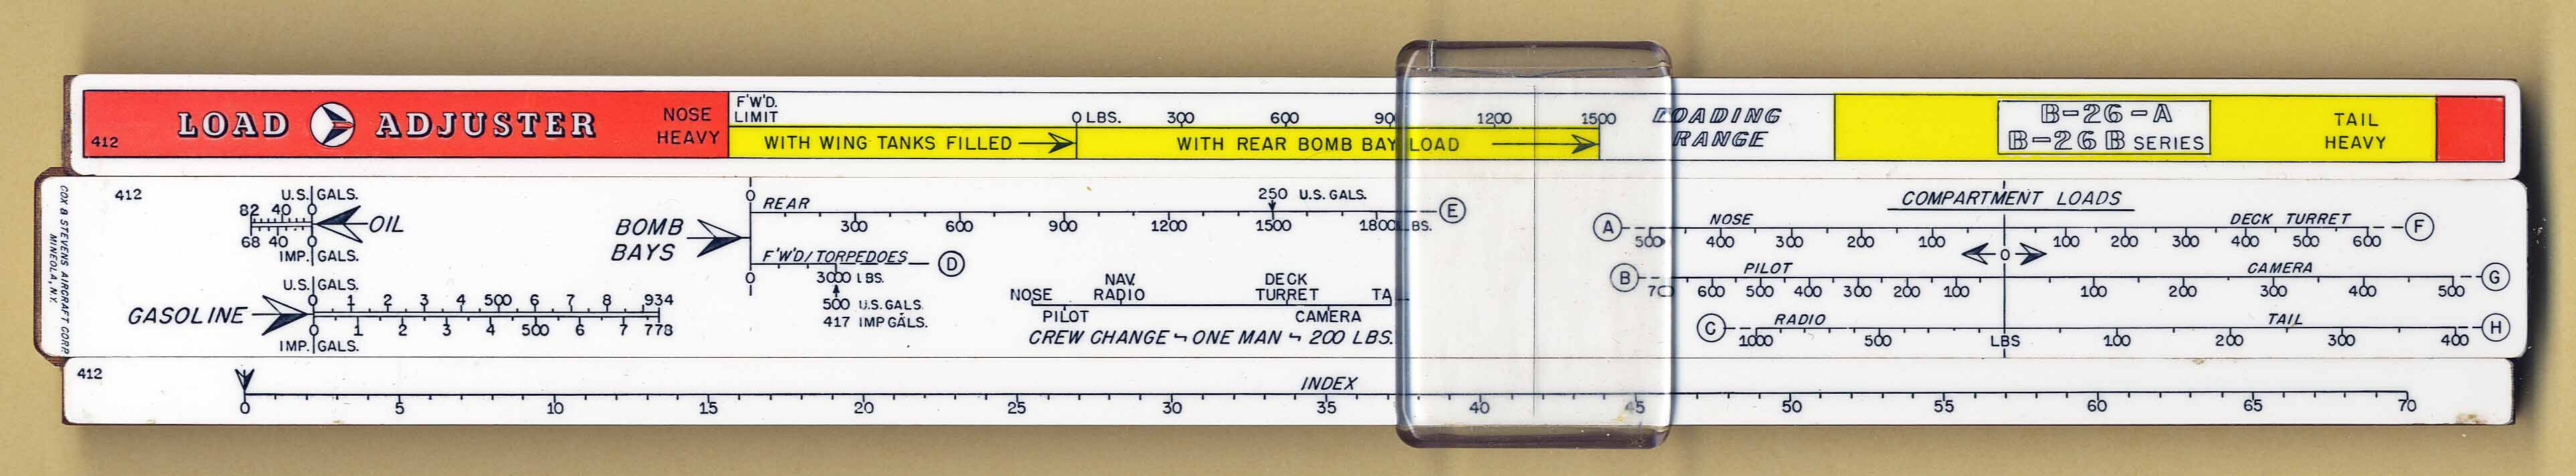 LOAD ADJUSTER
412
NOSE HEAVY
F'W'D. LIMIT
0 LBS. 300 600 90 1200 1500
WITH WING TANKS FILLED
WITH REAR BOMB BAY LOAD
LOADING RANGE
B-26-A
B-26B SERIES
TAIL HEAVY
COX & STEVENS AIRCRAFT CORP
MINEOLA, N.Y.
412
U.S. GALS.
82 40 0
OIL
68 40 0
IMP. GALS.
U.S. GALS.
0 1 2 3 4 500 6 7 8 934
GASOLINE
0 1 2 3 4 500 6 7 778
IMP. GALS.
BOMB BAYS
0 REAR
250 U.S. GALS.
E
300 600 900 1200 1500 1800 LBS.
F'W'D/TORPEDOES D
0 3000 LBS.
500 U.S. GALS.
417 IMP GALS.
NOSE NAV. RADIO DECK TURRET TA
PILOT CAMERA
CREW CHANGE ~ ONE MAN ~ 200 LBS.
COMPARTMENT LOADS
A NOSE DECK TURRET F
500 400 300 200 100 0 100 200 300 400 500 600
B PILOT CAMERA G
70 600 500 400 300 200 100 100 200 300 400 500
C RADIO TAIL H
1000 500 LBS 100 200 300 400
412
INDEX
0 5 10 15 20 25 30 35 40 45 50 55 60 65 70